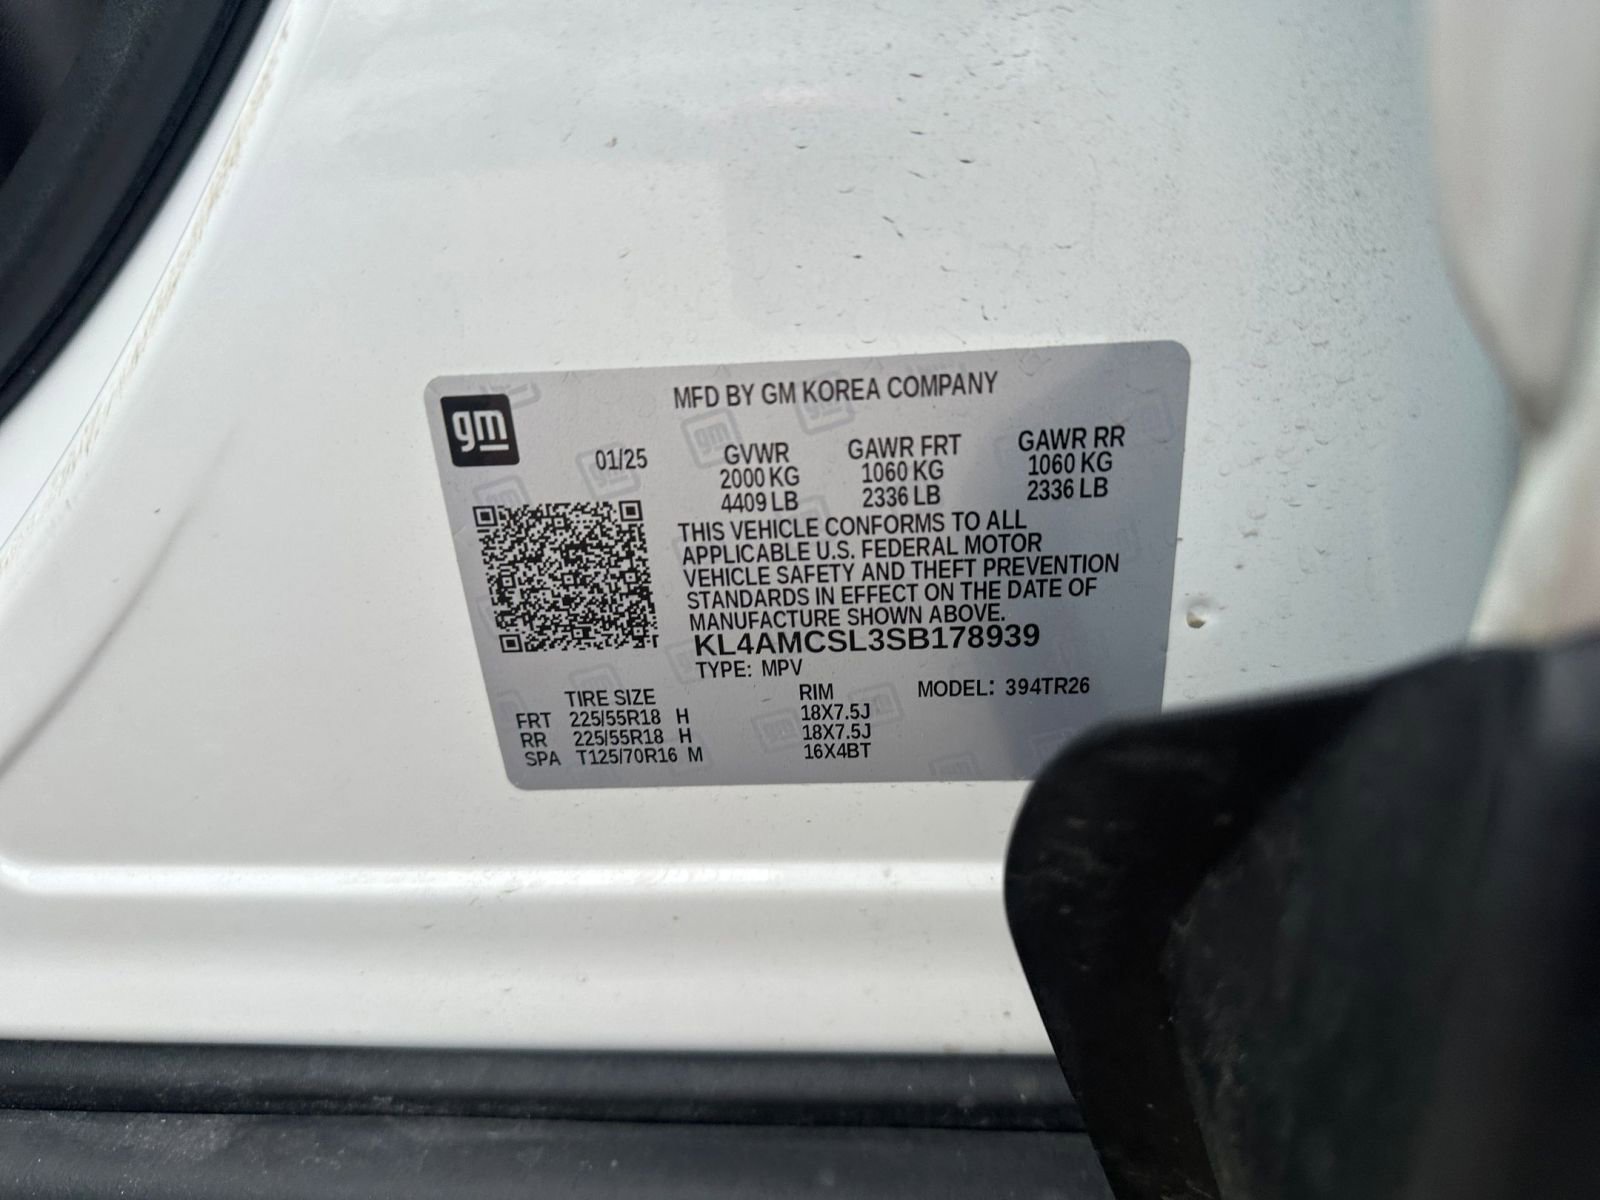 MFD BY GM KOREA COMPANY
gm
01/25
GVWR GAWR FRT GAWR RR
2000 KG 1060 KG 1060 KG
4409 LB 2336 LB 2336 LB
THIS VEHICLE CONFORMS TO ALL
APPLICABLE U.S. FEDERAL MOTOR
VEHICLE SAFETY AND THEFT PREVENTION
STANDARDS IN EFFECT ON THE DATE OF
MANUFACTURE SHOWN ABOVE.
KL4AMCSL3SB178939
TYPE: MPV
TIRE SIZE RIM MODEL: 394TR26
FRT 225/55R18 H 18X7.5J
RR 225/55R18 H 18X7.5J
SPA T125/70R16 M 16X4BT